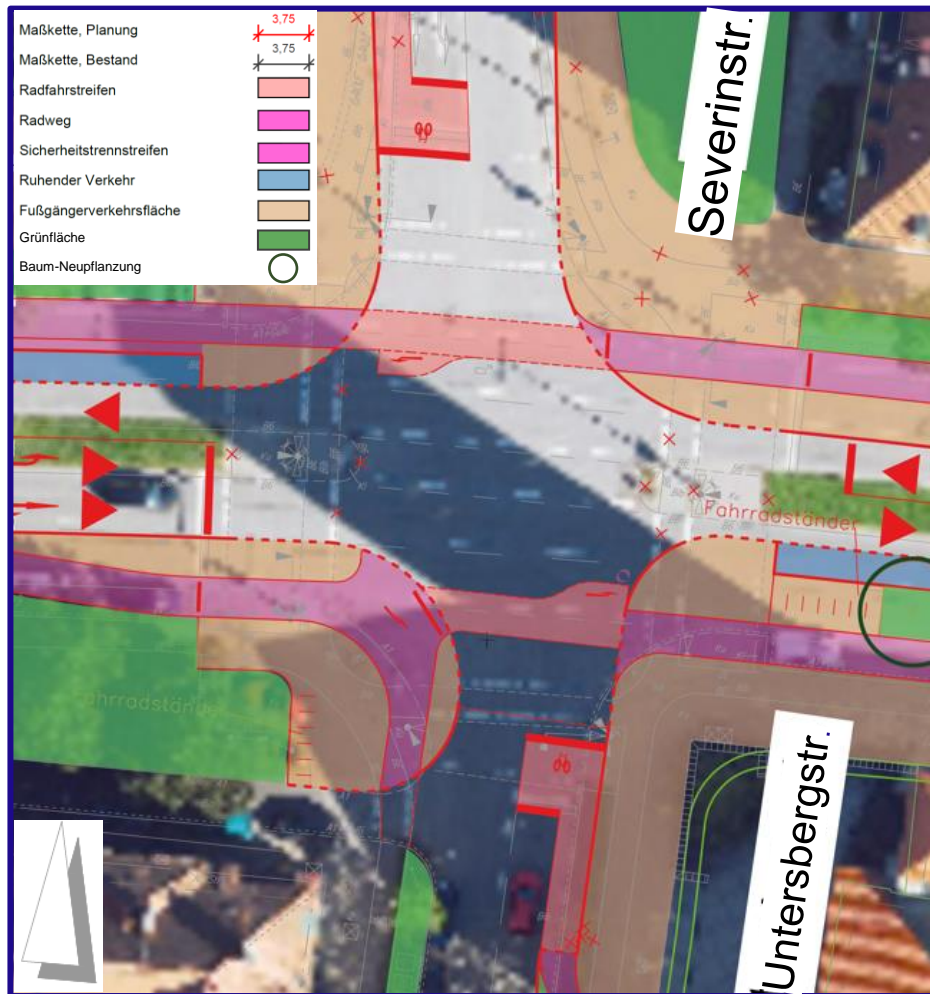 Maßkette, Planung
3,75
Maßkette, Bestand
3,75
Radfahrstreifen
Radweg
Sicherheitstrennstreifen
Ruhender Verkehr
Fußgängerverkehrsfläche
Grünfläche
Baum-Neupflanzung
Severinstr.
Fahrradständer
Fahrradständer
Untersbergstr.